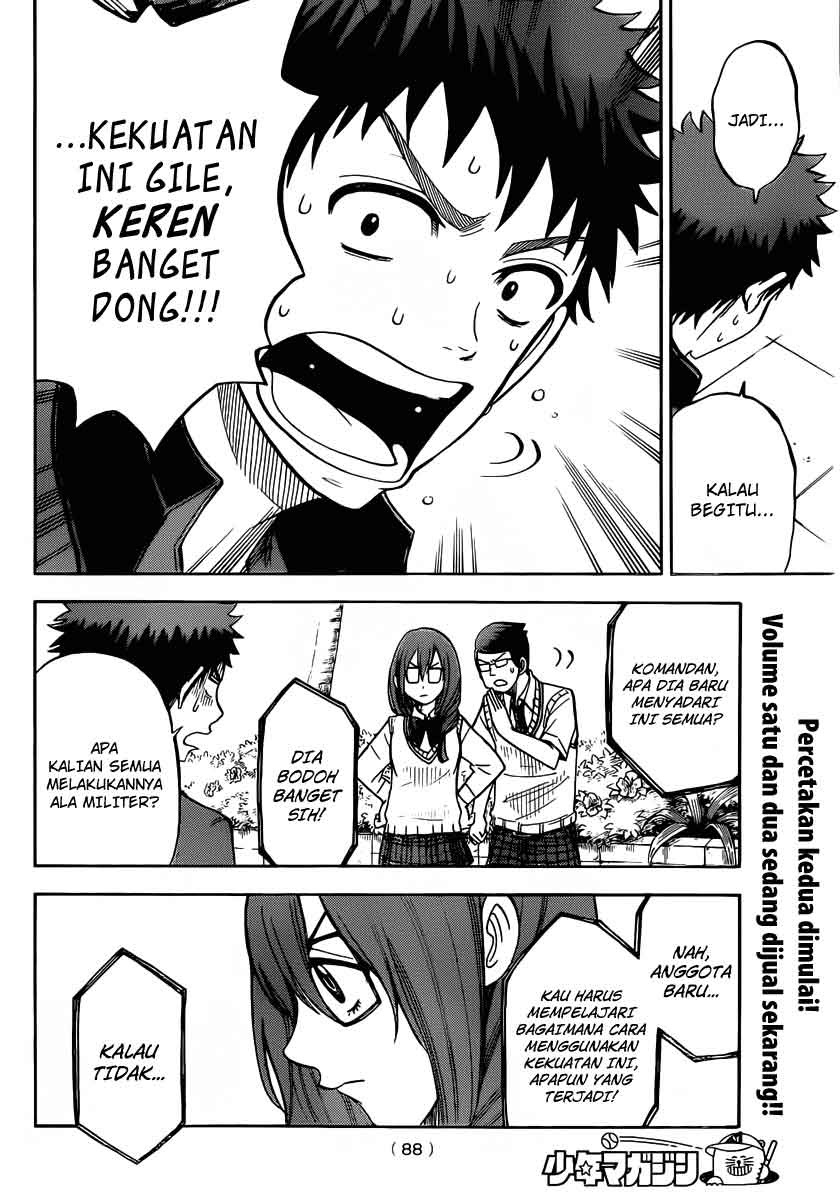 JADI...
KALAU
BEGITU...
...KEKUATAN
INI GILE,
KEREN
BANGET
DONG!!!
KOMANDAN,
APA DIA BARU
MENYADARI
INI SEMUA?
DIA
BODOH
BANGET
SIH!
APA
KALIAN SEMUA
MELAKUKANNYA
ALA MILITER?
NAH,
ANGGOTA
BARU...
KAU HARUS
MEMPELAJARI
BAGAIMANA CARA
MENGGUNAKAN
KEKUATAN INI,
APAPUN YANG
TERJADI!
KALAU
TIDAK...
Percetakan kedua dimulai!
Volume satu dan dua sedang dijual sekarang!!
( 88 )
少年マガジン